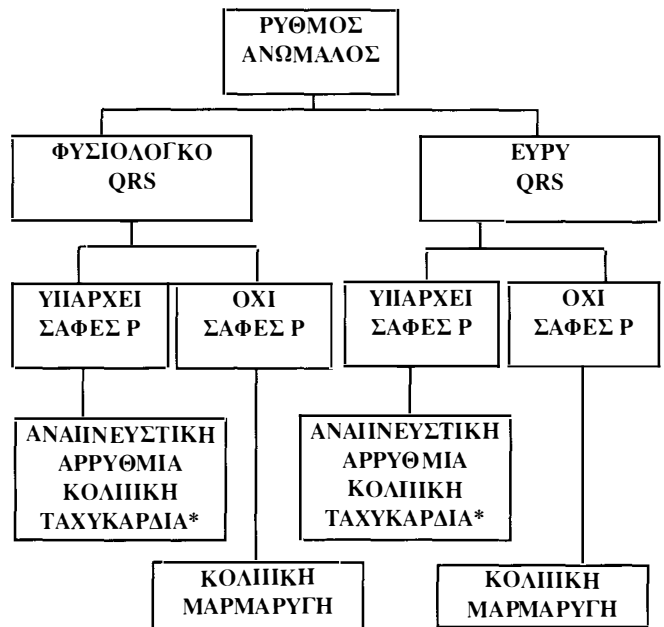 ΡΥΘΜΟΣ
ΑΝΩΜΑΛΟΣ
ΦΥΣΙΟΛΟΓΚΟ
QRS
ΕΥΡΥ
QRS
ΥΠΑΡΧΕΙ
ΣΑΦΕΣ P
ΟΧΙ
ΣΑΦΕΣ P
ΥΠΑΡΧΕΙ
ΣΑΦΕΣ P
ΟΧΙ
ΣΑΦΕΣ P
ΑΝΑΠΝΕΥΣΤΙΚΗ
ΑΡΡΥΘΜΙΑ
ΚΟΛΠΙΚΗ
ΤΑΧΥΚΑΡΔΙΑ*
ΑΝΑΠΝΕΥΣΤΙΚΗ
ΑΡΡΥΘΜΙΑ
ΚΟΛΠΙΚΗ
ΤΑΧΥΚΑΡΔΙΑ*
ΚΟΛΠΙΚΗ
ΜΑΡΜΑΡΥΓΗ
ΚΟΛΠΙΚΗ
ΜΑΡΜΑΡΥΓΗ